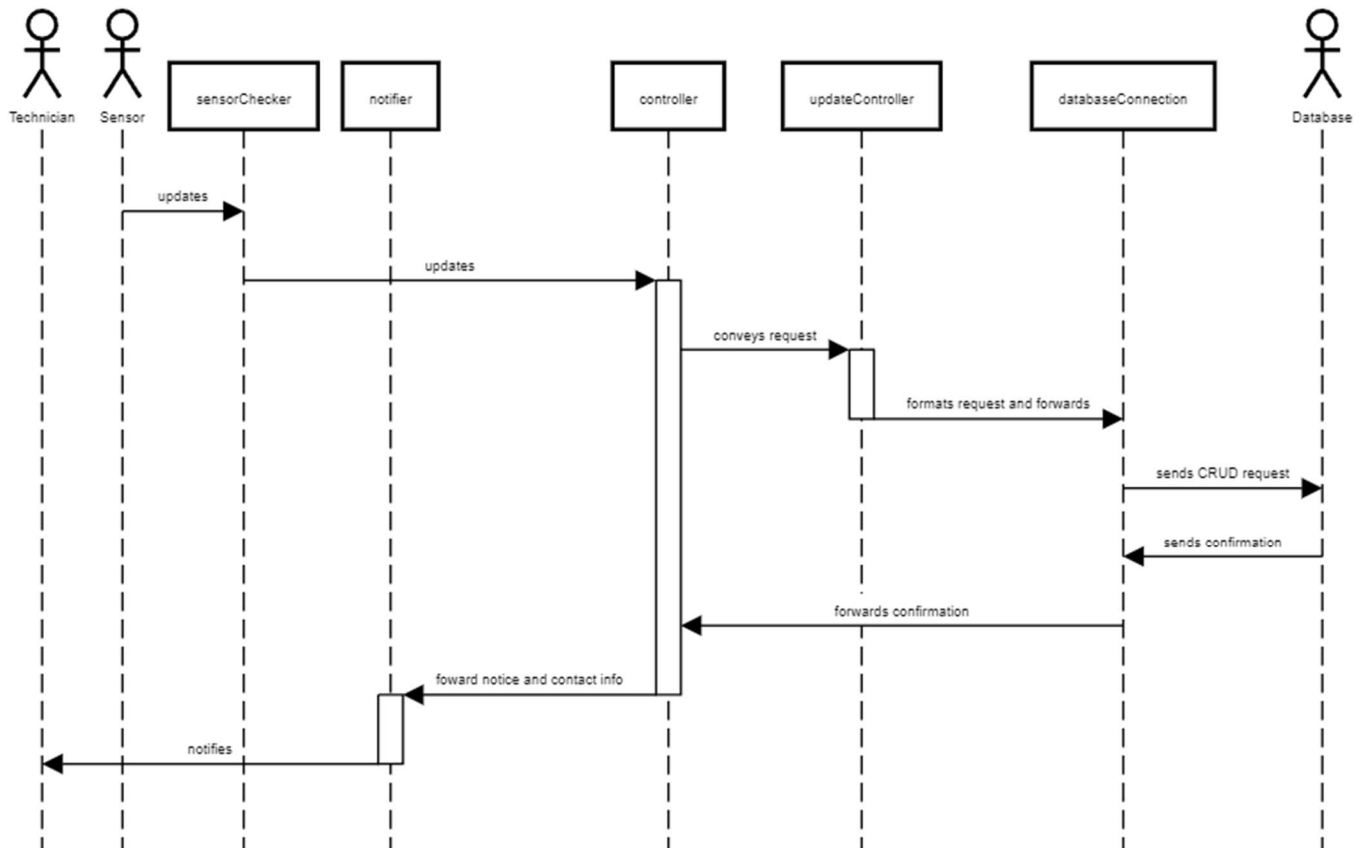 Technician
Sensor
sensorChecker
notifier
controller
updateController
databaseConnection
Database
updates
updates
conveys request
formats request and forwards
sends CRUD request
sends confirmation
forwards confirmation
foward notice and contact info
notifies